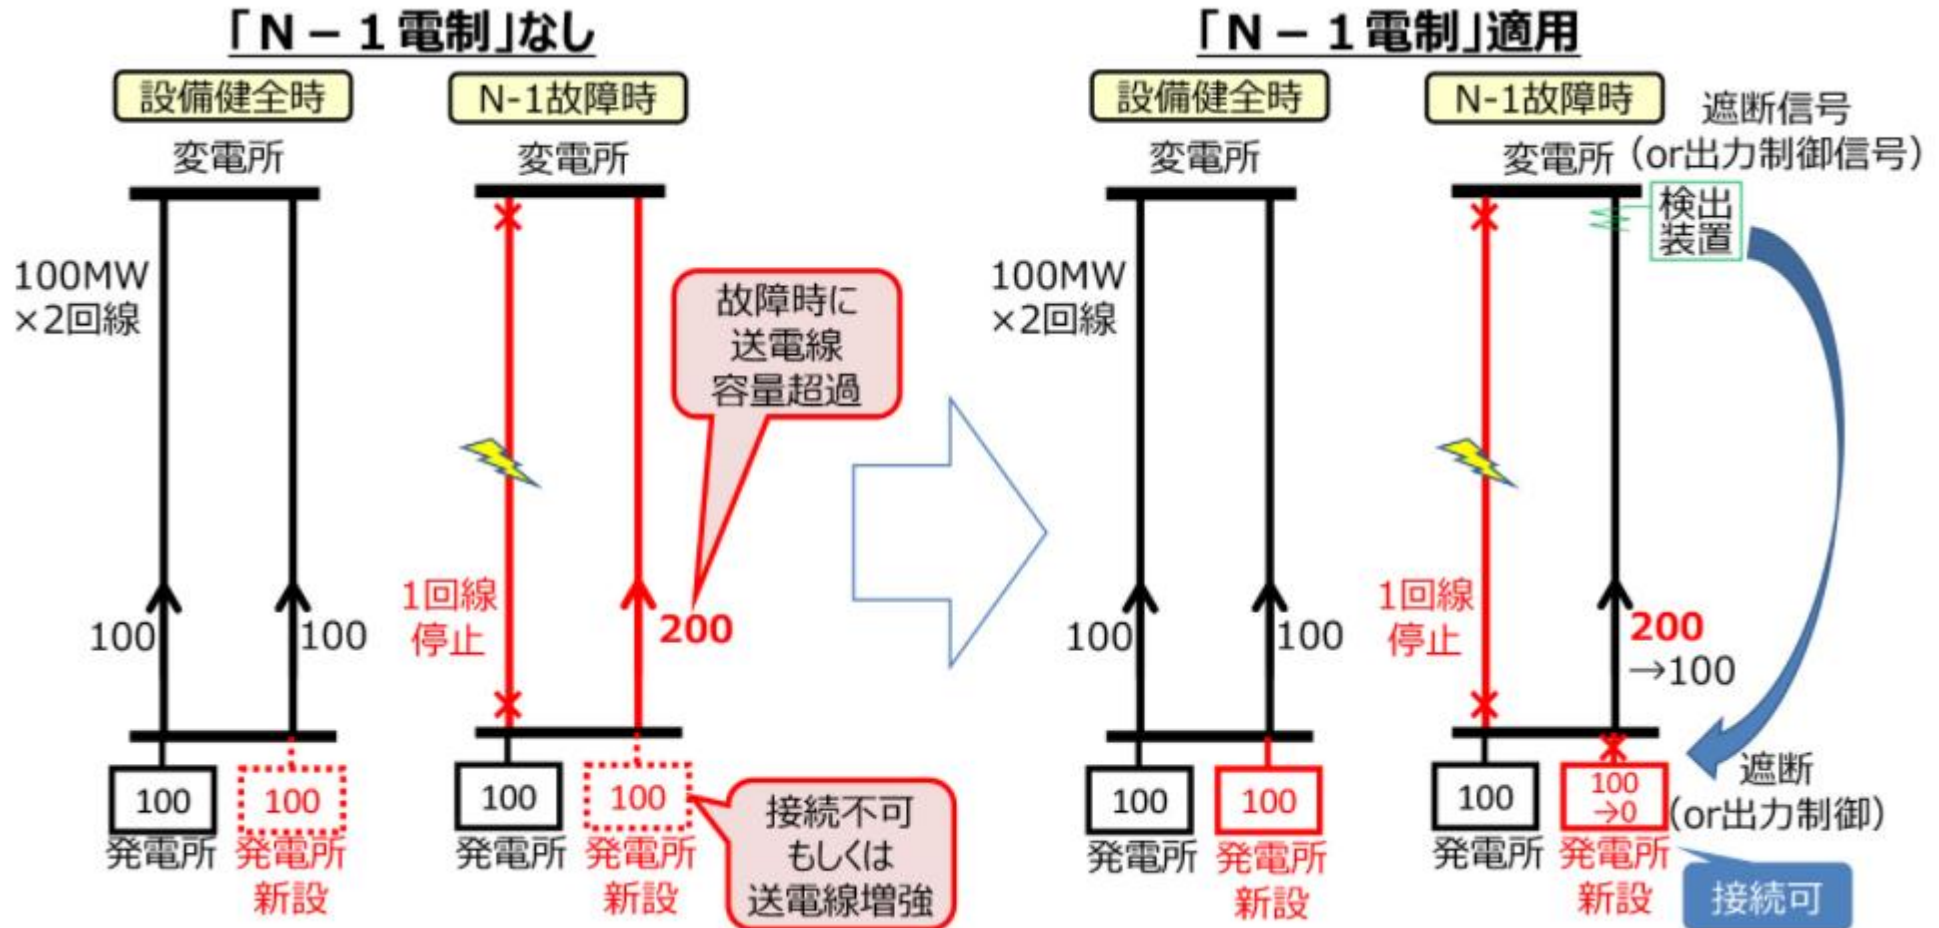 「N－1電制」なし
設備健全時
変電所
100MW
×2回線
100
100
100
発電所
100
発電所
新設
N-1故障時
変電所
故障時に
送電線
容量超過
1回線
停止
200
100
発電所
100
発電所
新設
接続不可
もしくは
送電線増強
「N－1電制」適用
設備健全時
変電所
100MW
×2回線
100
100
100
発電所
100
発電所
新設
N-1故障時
変電所
遮断信号
(or出力制御信号)
検出
装置
1回線
停止
200
→100
100
発電所
100
→0
発電所
新設
遮断
(or出力制御)
接続可